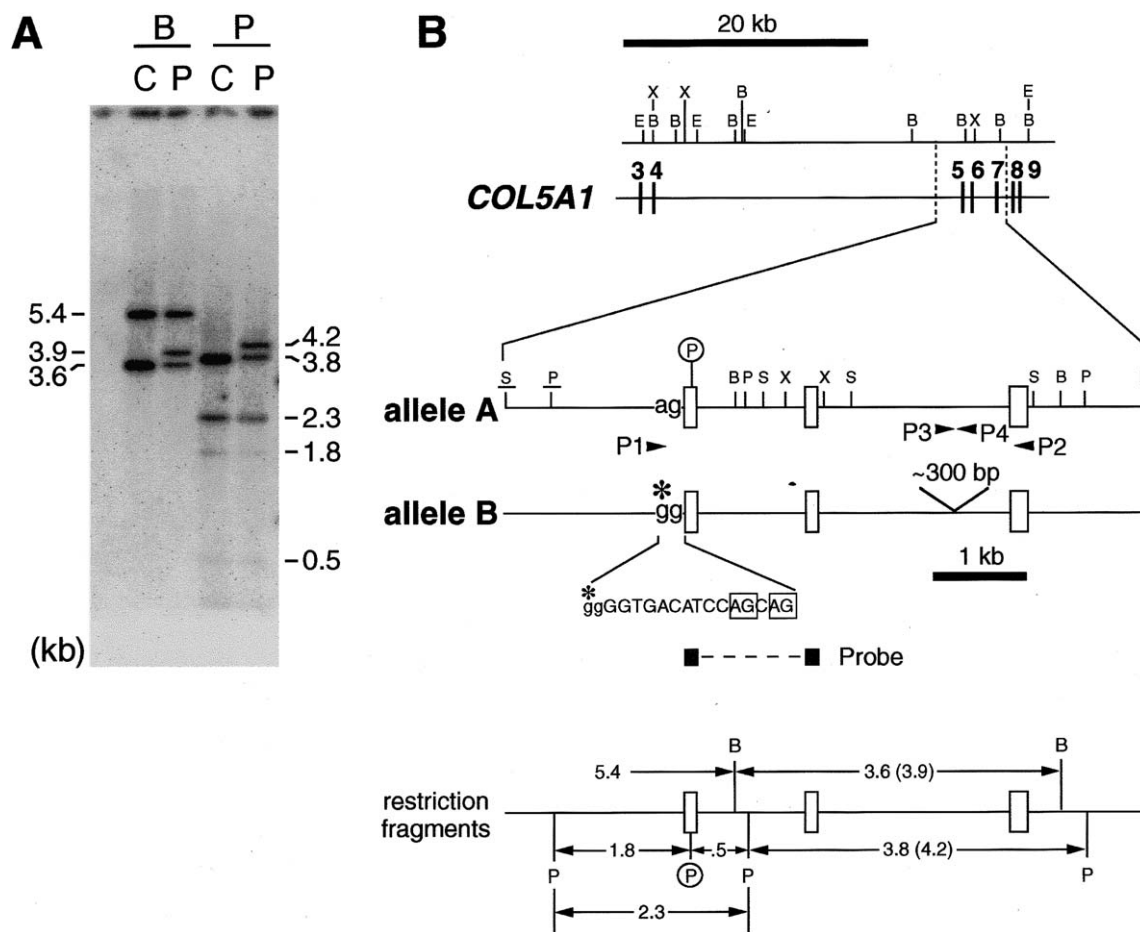 A
B P
C P C P
5.4
3.9
3.6
4.2
3.8
2.3
1.8
0.5
(kb)
B
20 kb
X X B E
E B B E B E B B X B B
3 4 5 6 7 8 9
COL5A1
P
S P B P S X X S S B P
allele A
ag
P1 P3 P4 P2
~300 bp
*
allele B
gg
1 kb
*
ggGGTGACATCCAGCAG
Probe
B B
5.4 3.6 (3.9)
restriction
fragments
1.8 .5 3.8 (4.2)
P P P P
2.3